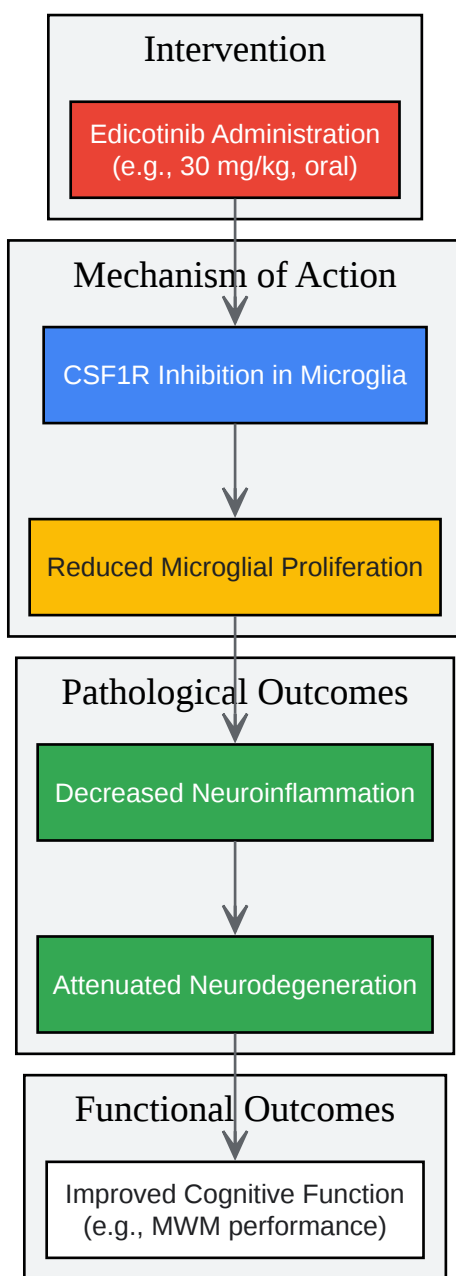 Intervention
Edicotinib Administration
(e.g., 30 mg/kg, oral)
Mechanism of Action
CSF1R Inhibition in Microglia
Reduced Microglial Proliferation
Pathological Outcomes
Decreased Neuroinflammation
Attenuated Neurodegeneration
Functional Outcomes
Improved Cognitive Function
(e.g., MWM performance)